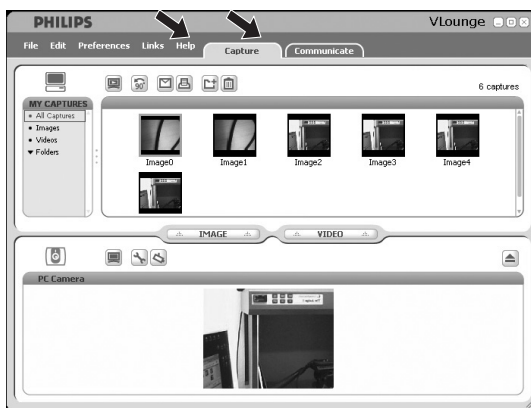 PHILIPS
VLounge
File Edit Preferences Links Help
Capture
Communicate
90°
6 captures
MY CAPTURES
All Captures
Images
Videos
Folders
Image0
Image1
Image2
Image3
Image4
IMAGE
VIDEO
PC Camera